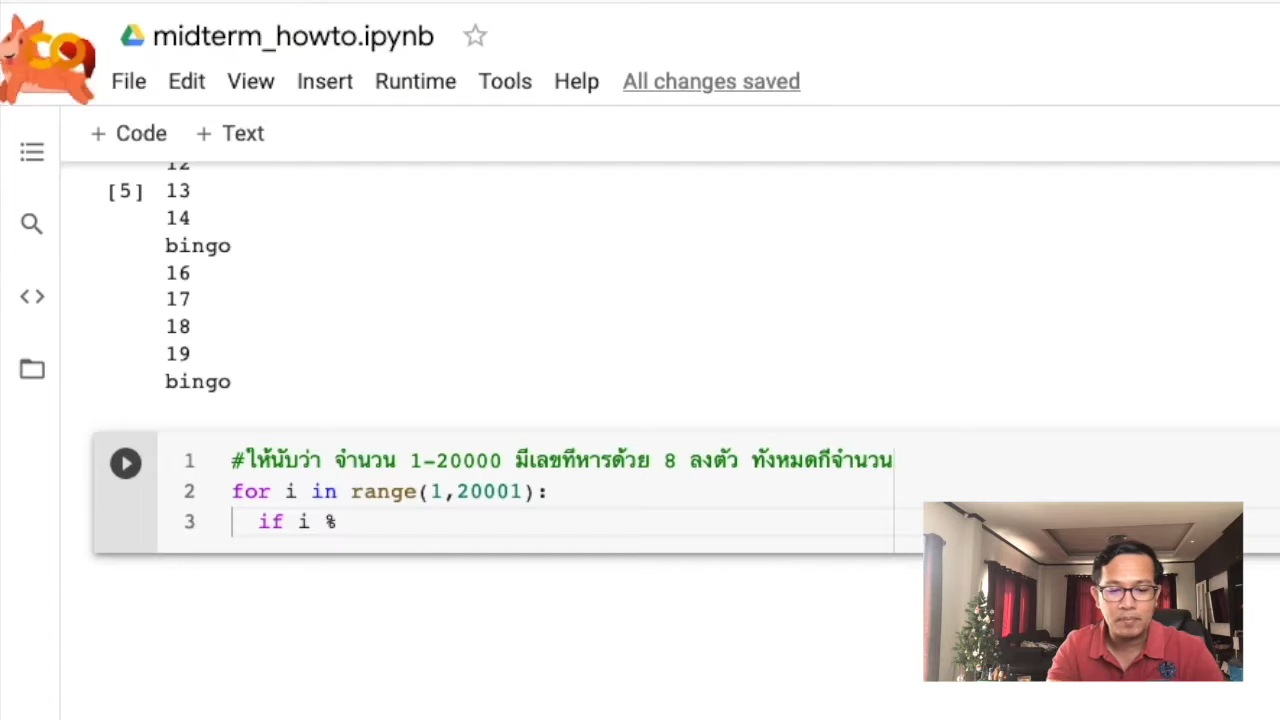 CO
midterm_howto.ipynb
File Edit View Insert Runtime Tools Help All changes saved
+ Code + Text
12
[5] 13
14
bingo
16
17
18
19
bingo
1 #ให้นับว่า จำนวน 1-20000 มีเลขที่หารด้วย 8 ลงตัว ทั้งหมดกี่จำนวน
2 for i in range(1,20001):
3 if i %